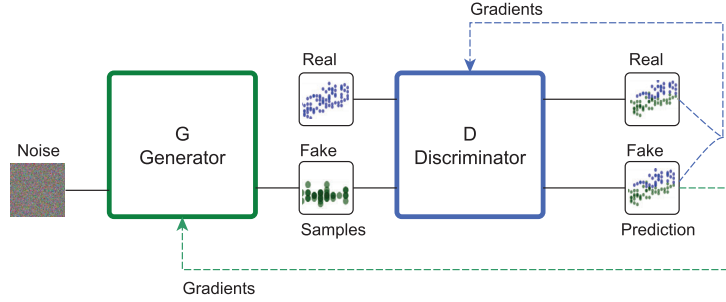 Gradients
Real
Real
Noise
G
Generator
D
Discriminator
Fake
Fake
Samples
Prediction
Gradients